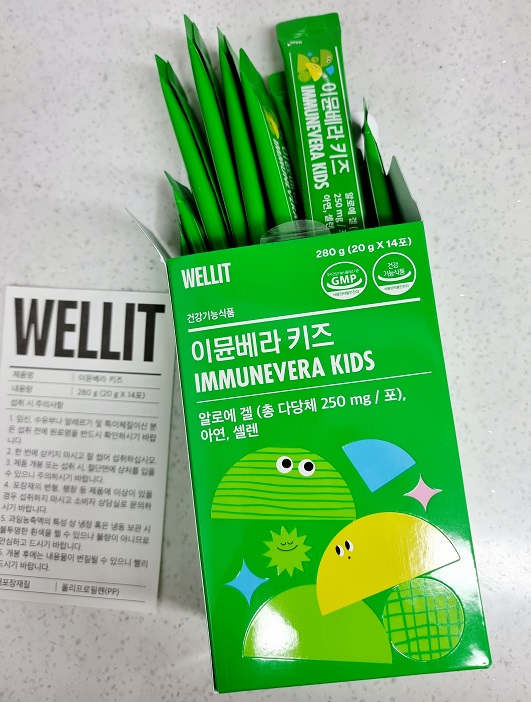 OPEN
이뮨베라 키즈
IMMUNEVERA KIDS
알로에 겔
250 mg /
아연, 셀렌
280 g (20 g X 14포)
WELLIT
GMP
건강
기능식품
건강기능식품
이뮨베라 키즈
IMMUNEVERA KIDS
알로에 겔 (총 다당체 250 mg / 포),
아연, 셀렌
WELLIT
제품명 이뮨베라 키즈
내용량 280 g (20 g X 14포)
섭취 시 주의사항
1. 임신, 수유부나 알레르기 및 특이체질이신 분
은 섭취 전에 원료명을 반드시 확인하시기 바랍
니다.
2. 한 번에 삼키지 마시고 잘 씹어 섭취하십시오.
3. 제품 개봉 또는 섭취 시, 절단면에 상처를 입을
수 있으니 주의하시기 바랍니다.
4. 포장재의 변형, 팽창 등 제품에 이상이 있을
경우 섭취하지 마시고 소비자 상담실로 문의하
시기 바랍니다.
5. 과일농축액의 특성 상 냉장 혹은 냉동 보관 시
불투명한 흰색을 띌 수 있으나 불량이 아니므로
안심하고 드시기 바랍니다.
6. 개봉 후에는 내용물이 변질될 수 있으니 빨리
드시기 바랍니다.
포장재질 폴리프로필렌(PP)